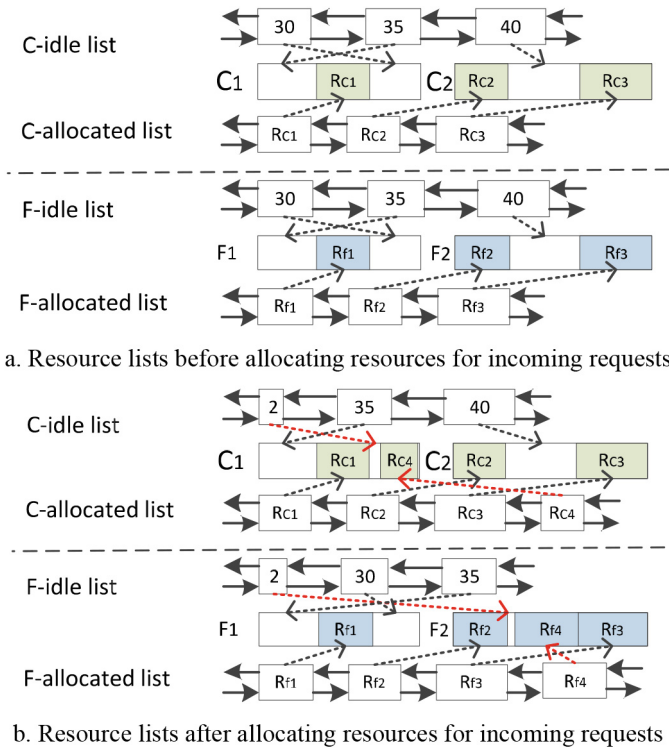 C-idle list 30 35 40
C1 RC1 C2 RC2 RC3
C-allocated list RC1 RC2 RC3
F-idle list 30 35 40
F1 Rf1 F2 Rf2 Rf3
F-allocated list Rf1 Rf2 Rf3
a. Resource lists before allocating resources for incoming requests
C-idle list 2 35 40
C1 RC1 RC4 C2 RC2 RC3
C-allocated list RC1 RC2 RC3 RC4
F-idle list 2 30 35
F1 Rf1 F2 Rf2 Rf4 Rf3
F-allocated list Rf1 Rf2 Rf3 Rf4
b. Resource lists after allocating resources for incoming requests